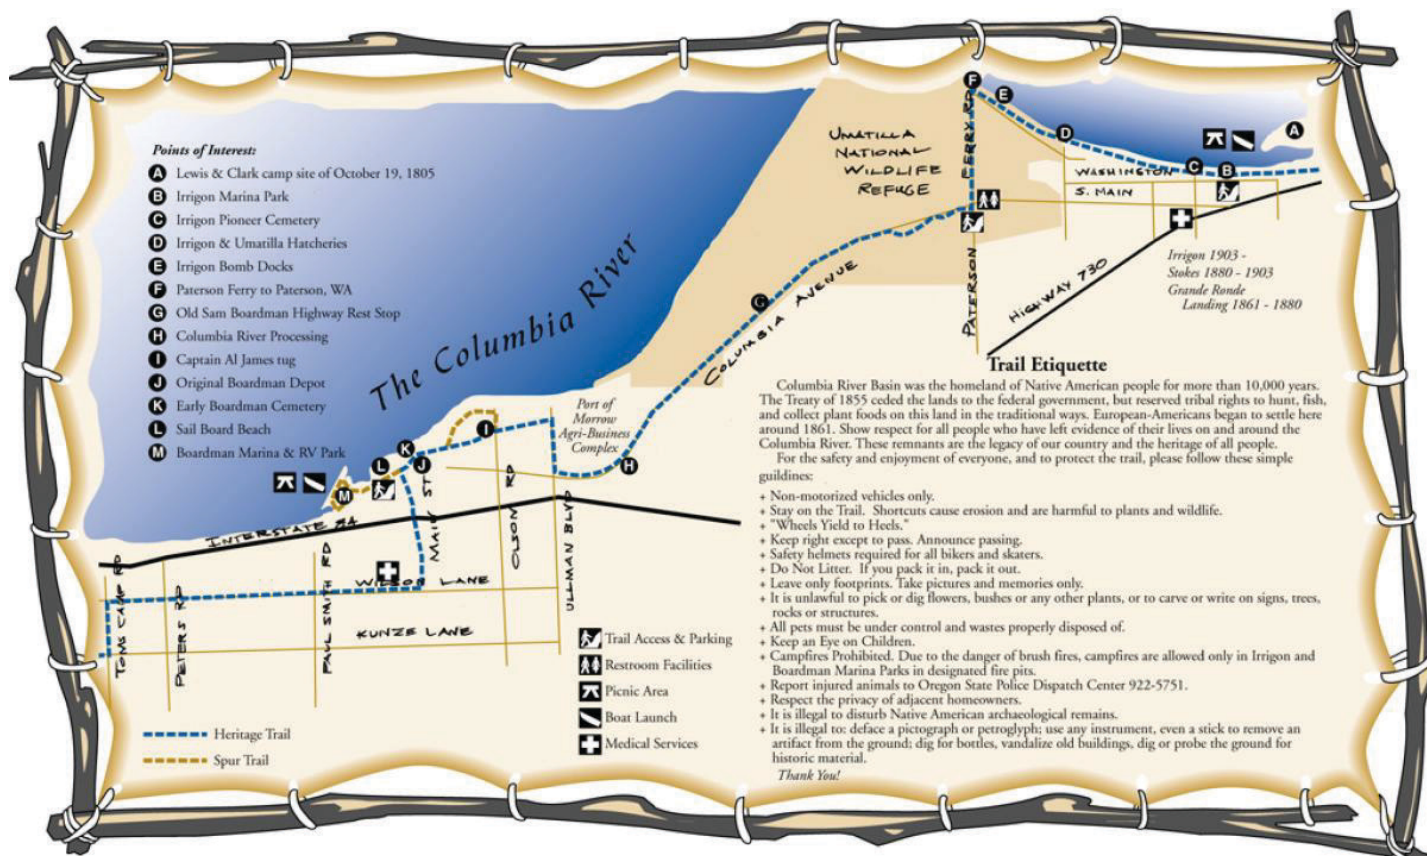 Points of Interest:
A Lewis & Clark camp site of October 19, 1805
B Irrigon Marina Park
C Irrigon Pioneer Cemetery
D Irrigon & Umatilla Hatcheries
E Irrigon Bomb Docks
F Paterson Ferry to Paterson, WA
G Old Sam Boardman Highway Rest Stop
H Columbia River Processing
I Captain Al James tug
J Original Boardman Depot
K Early Boardman Cemetery
L Sail Board Beach
M Boardman Marina & RV Park
The Columbia River
UMATILLA
NATIONAL
WILDLIFE
REFUGE
F
E
D
C
B
A
FERRY RD
WASHINGTON
S. MAIN
PATERSON
HIGHWAY 730
Irrigon 1903 -
Stokes 1880 - 1903
Grande Ronde
Landing 1861 - 1880
G
COLUMBIA AVENUE
Port of
Morrow
Agri-Business
Complex
H
I
K
J
L
M
MAIN ST
OLSON RD
ULLMAN BLVD
INTERSTATE 84
WILSON LANE
KUNZE LANE
TOMS CAMP RD
PETERS RD
PAUL SMITH RD
Heritage Trail
Spur Trail
Trail Access & Parking
Restroom Facilities
Picnic Area
Boat Launch
Medical Services
Trail Etiquette
Columbia River Basin was the homeland of Native American people for more than 10,000 years.
The Treaty of 1855 ceded the lands to the federal government, but reserved tribal rights to hunt, fish,
and collect plant foods on this land in the traditional ways. European-Americans began to settle here
around 1861. Show respect for all people who have left evidence of their lives on and around the
Columbia River. These remnants are the legacy of our country and the heritage of all people.
For the safety and enjoyment of everyone, and to protect the trail, please follow these simple
guildines:
+ Non-motorized vehicles only.
+ Stay on the Trail. Shortcuts cause erosion and are harmful to plants and wildlife.
+ "Wheels Yield to Heels."
+ Keep right except to pass. Announce passing.
+ Safety helmets required for all bikers and skaters.
+ Do Not Litter. If you pack it in, pack it out.
+ Leave only footprints. Take pictures and memories only.
+ It is unlawful to pick or dig flowers, bushes or any other plants, or to carve or write on signs, trees,
rocks or structures.
+ All pets must be under control and wastes properly disposed of.
+ Keep an Eye on Children.
+ Campfires Prohibited. Due to the danger of brush fires, campfires are allowed only in Irrigon and
Boardman Marina Parks in designated fire pits.
+ Report injured animals to Oregon State Police Dispatch Center 922-5751.
+ Respect the privacy of adjacent homeowners.
+ It is illegal to disturb Native American archaeological remains.
+ It is illegal to: deface a pictograph or petroglyph; use any instrument, even a stick to remove an
artifact from the ground; dig for bottles, vandalize old buildings, dig or probe the ground for
historic material.
Thank You!